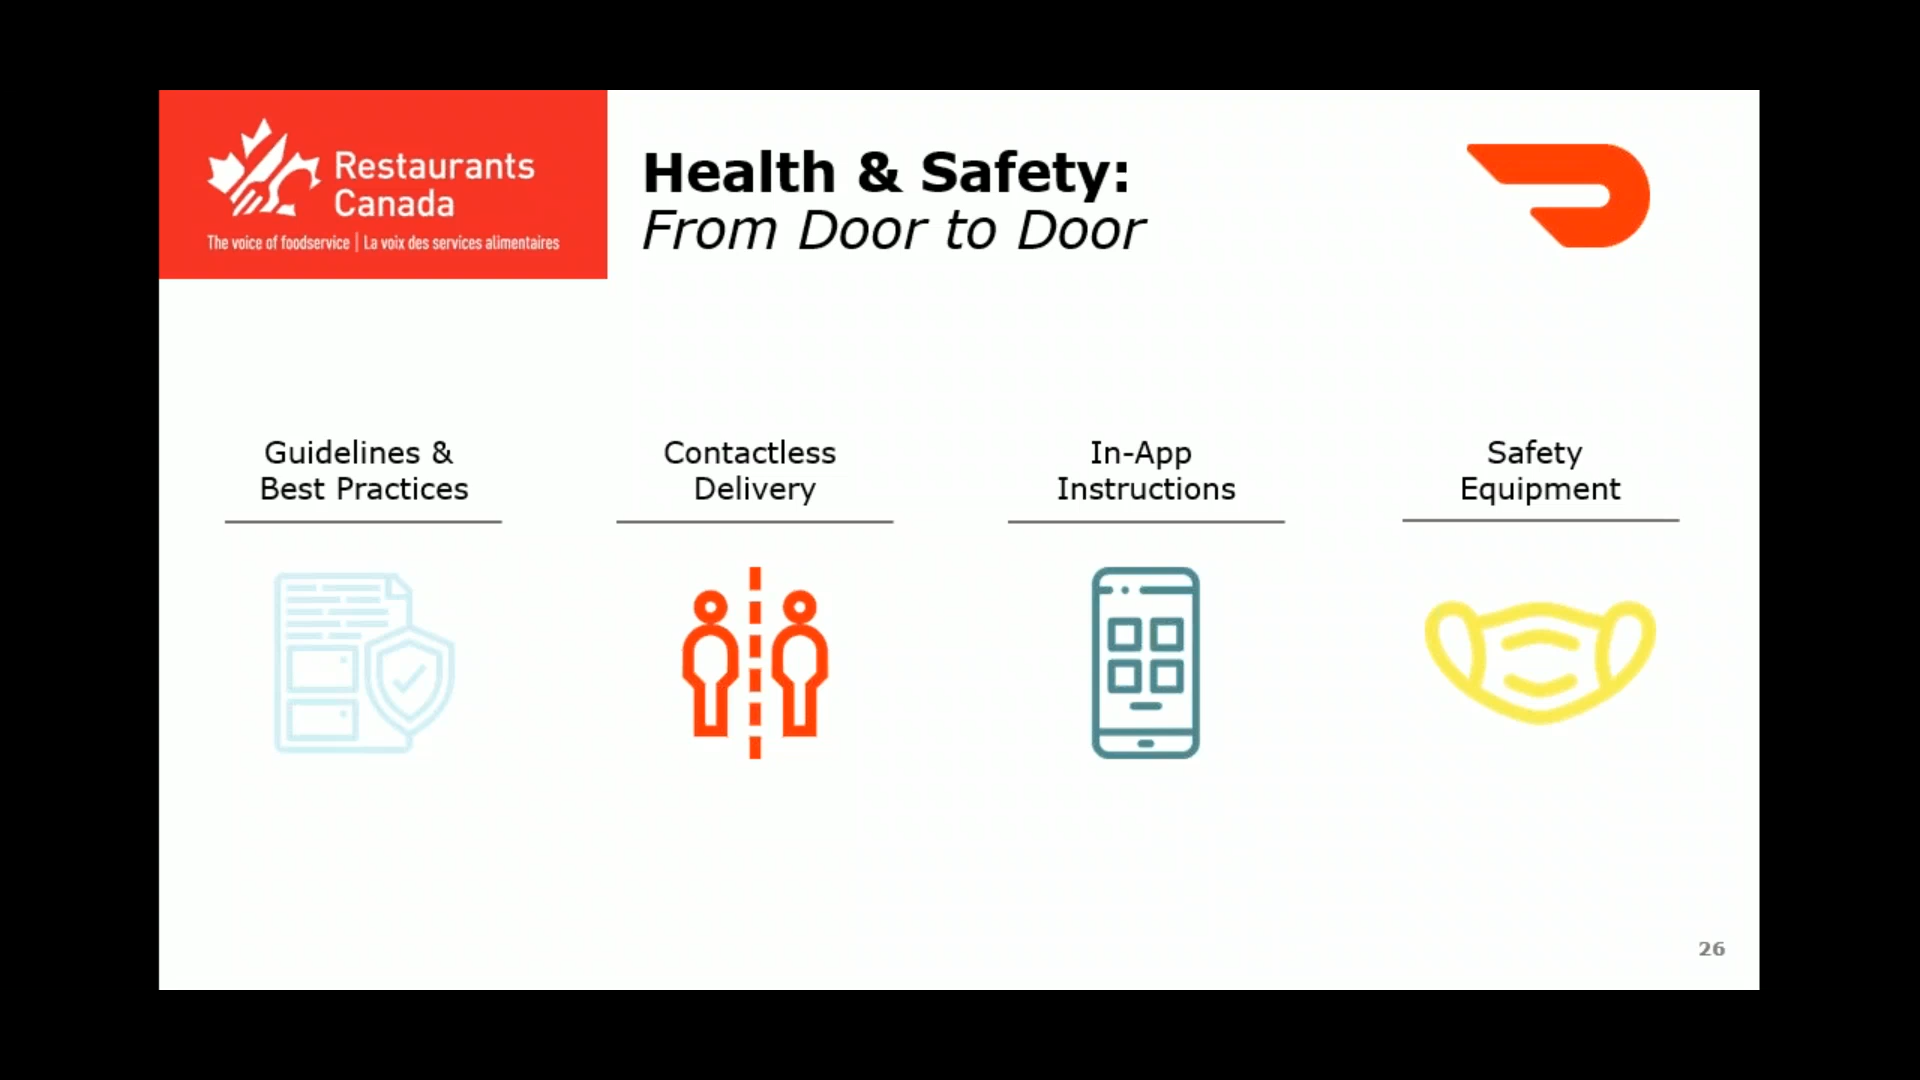 Restaurants
Canada
The voice of foodservice | La voix des services alimentaires
Health & Safety:
From Door to Door
Guidelines &
Best Practices
Contactless
Delivery
In-App
Instructions
Safety
Equipment
26